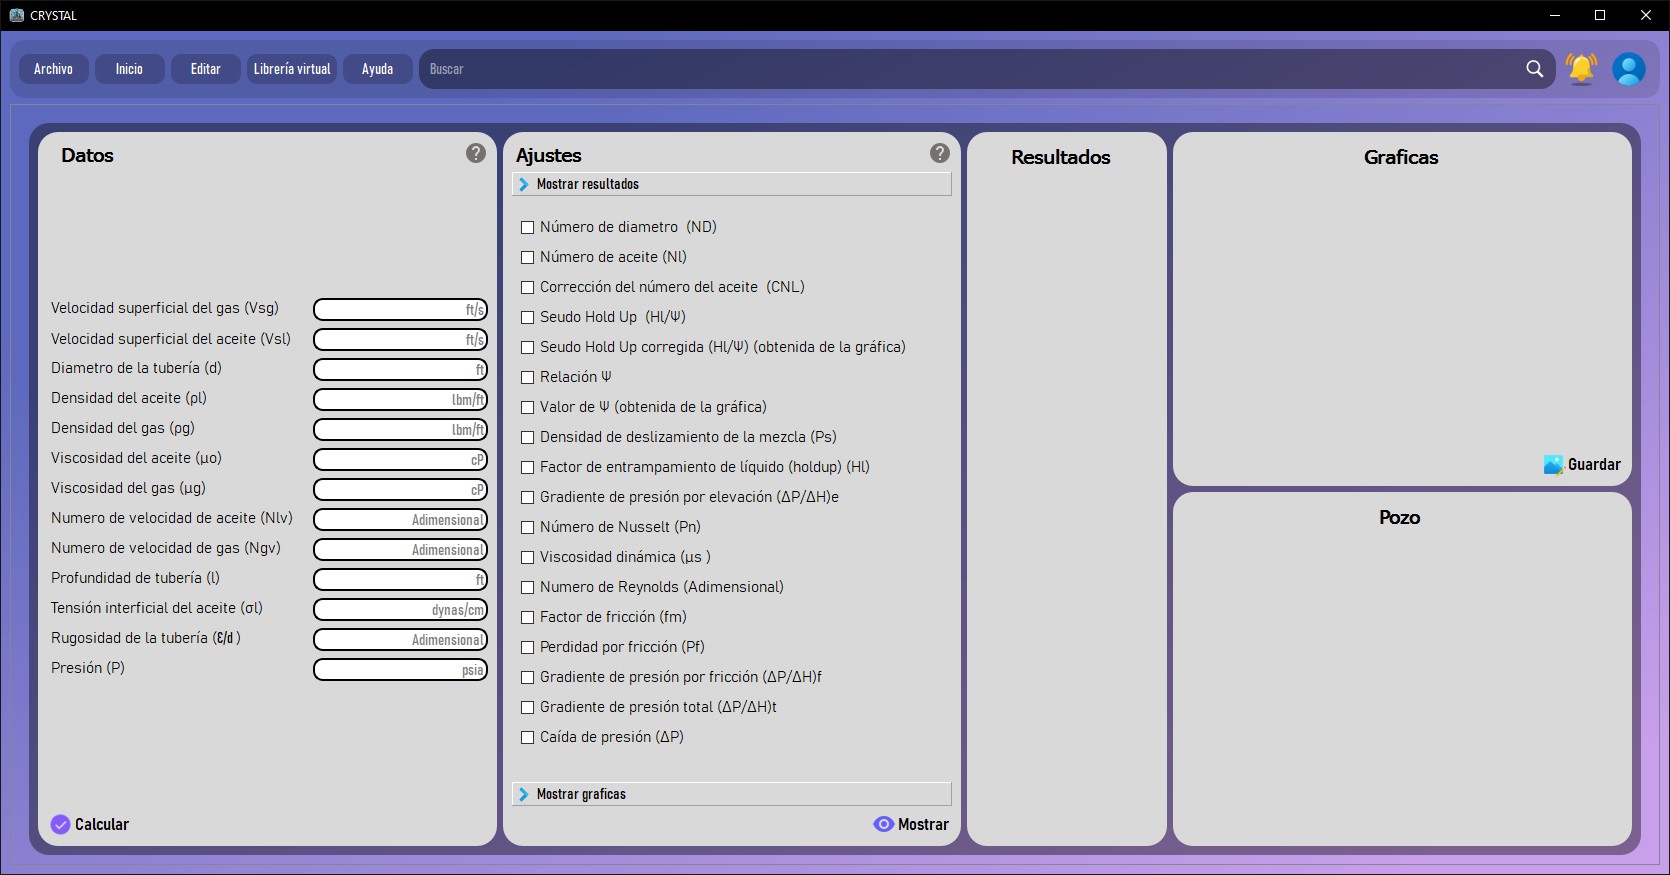 CRYSTAL
Archivo
Inicio
Editar
Librería virtual
Ayuda
Buscar
Datos
Velocidad superficial del gas (Vsg)
ft/s
Velocidad superficial del aceite (Vsl)
ft/s
Diametro de la tubería (d)
ft
Densidad del aceite (ρl)
lbm/ft
Densidad del gas (ρg)
lbm/ft
Viscosidad del aceite (μo)
cP
Viscosidad del gas (μg)
cP
Numero de velocidad de aceite (Nlv)
Adimensional
Numero de velocidad de gas (Ngv)
Adimensional
Profundidad de tubería (l)
ft
Tensión interficial del aceite (σl)
dynas/cm
Rugosidad de la tubería (Ɛ/d )
Adimensional
Presión (P)
psia
Calcular
Ajustes
Mostrar resultados
Número de diametro  (ND)
Número de aceite (Nl)
Corrección del número del aceite  (CNL)
Seudo Hold Up  (Hl/Ψ)
Seudo Hold Up corregida (Hl/Ψ) (obtenida de la gráfica)
Relación Ψ
Valor de Ψ (obtenida de la gráfica)
Densidad de deslizamiento de la mezcla (Ps)
Factor de entrampamiento de líquido (holdup) (Hl)
Gradiente de presión por elevación (ΔP/ΔH)e
Número de Nusselt (Pn)
Viscosidad dinámica (μs )
Numero de Reynolds (Adimensional)
Factor de fricción (fm)
Perdidad por fricción (Pf)
Gradiente de presión por fricción (ΔP/ΔH)f
Gradiente de presión total (ΔP/ΔH)t
Caída de presión (ΔP)
Mostrar graficas
Mostrar
Resultados
Graficas
Guardar
Pozo